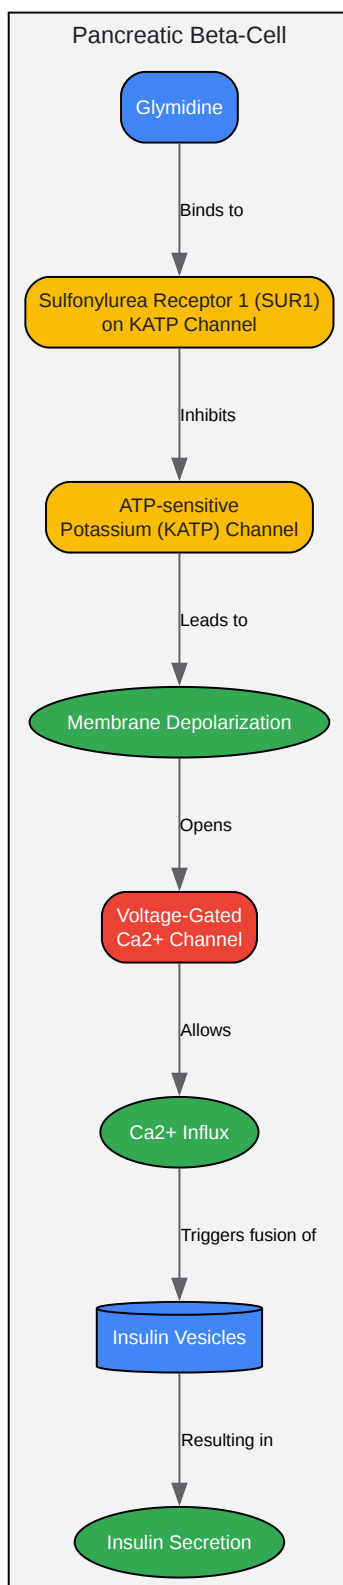 Pancreatic Beta-Cell
Glymidine
Binds to
Sulfonylurea Receptor 1 (SUR1)
on KATP Channel
Inhibits
ATP-sensitive
Potassium (KATP) Channel
Leads to
Membrane Depolarization
Opens
Voltage-Gated
Ca2+ Channel
Allows
Ca2+ Influx
Triggers fusion of
Insulin Vesicles
Resulting in
Insulin Secretion